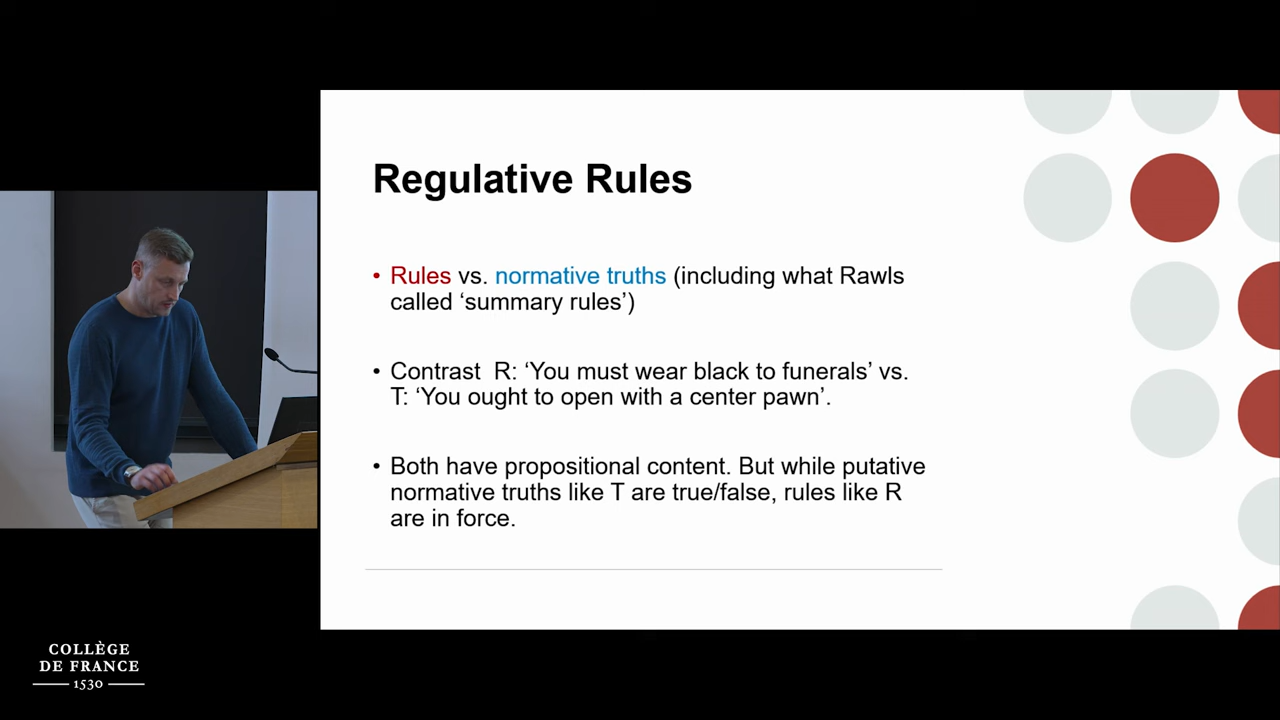 Regulative Rules
• Rules vs. normative truths (including what Rawls
called ‘summary rules’)
• Contrast R: ‘You must wear black to funerals’ vs.
T: ‘You ought to open with a center pawn’.
• Both have propositional content. But while putative
normative truths like T are true/false, rules like R
are in force.
COLLÈGE
DE FRANCE
1530